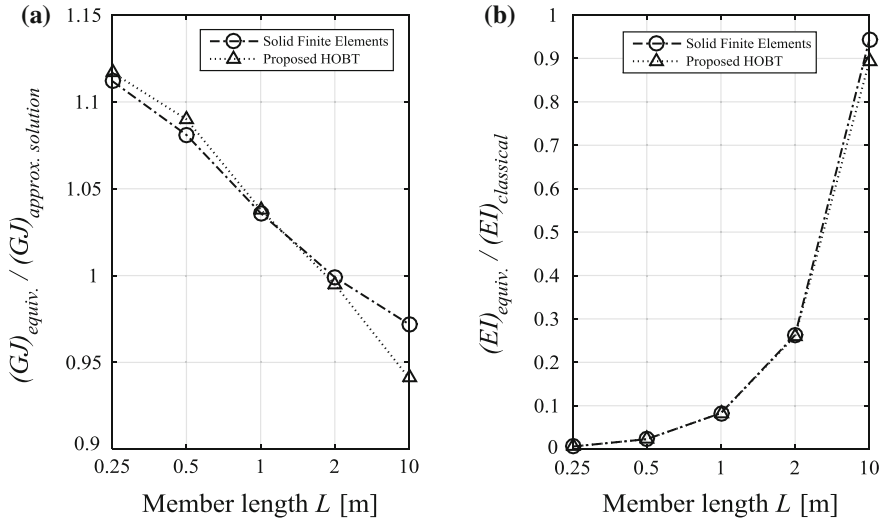 (a)
(GJ)equiv. / (GJ)approx. solution
1.15
1.1
1.05
1
0.95
0.9
Solid Finite Elements
Proposed HOBT
0.25 0.5 1 2 10
Member length L [m]
(b)
(EI)equiv. / (EI)classical
1
0.9
0.8
0.7
0.6
0.5
0.4
0.3
0.2
0.1
0
Solid Finite Elements
Proposed HOBT
0.25 0.5 1 2 10
Member length L [m]